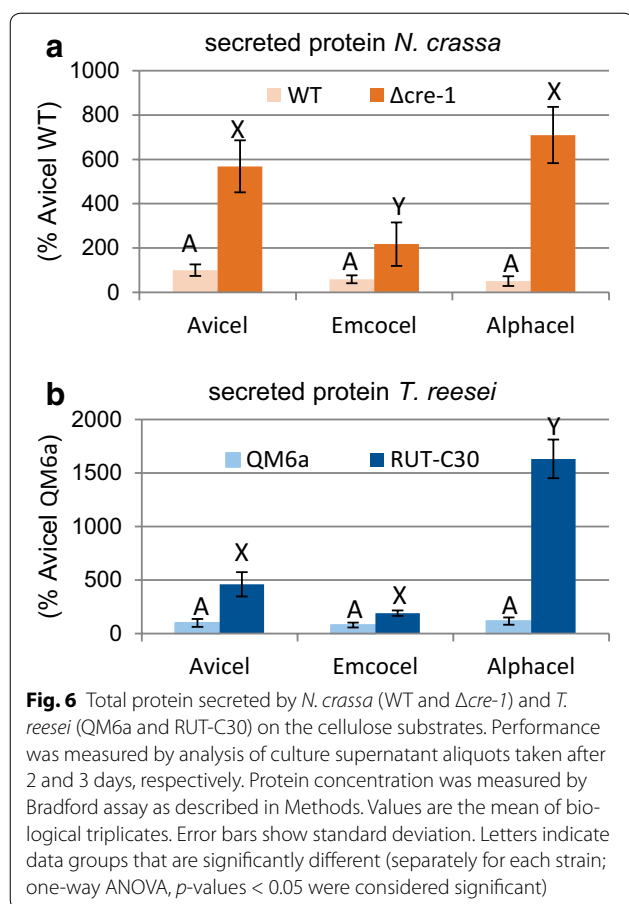 a secreted protein N. crassa
(% Avicel WT)
1000
800
600
400
200
0
WT Δcre-1
A X A Y A X
Avicel Emcocel Alphacel
b secreted protein T. reesei
(% Avicel QM6a)
2000
1500
1000
500
0
QM6a RUT-C30
A X A X A Y
Avicel Emcocel Alphacel
Fig. 6 Total protein secreted by N. crassa (WT and Δcre-1) and T.
reesei (QM6a and RUT-C30) on the cellulose substrates. Performance
was measured by analysis of culture supernatant aliquots taken after
2 and 3 days, respectively. Protein concentration was measured by
Bradford assay as described in Methods. Values are the mean of bio-
logical triplicates. Error bars show standard deviation. Letters indicate
data groups that are significantly different (separately for each strain;
one-way ANOVA, p-values < 0.05 were considered significant)